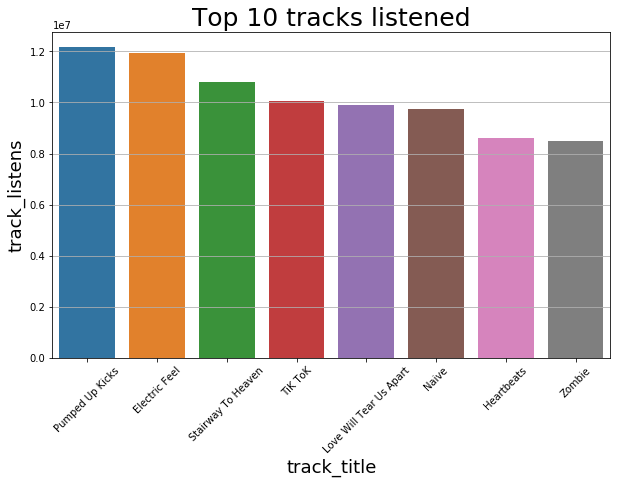 Top 10 tracks listened
1e7
1.2
1.0
0.8
0.6
0.4
0.2
0.0
track_listens
Pumped Up Kicks
Electric Feel
Stairway To Heaven
TiK ToK
Love Will Tear Us Apart
Naive
Heartbeats
Zombie
track_title